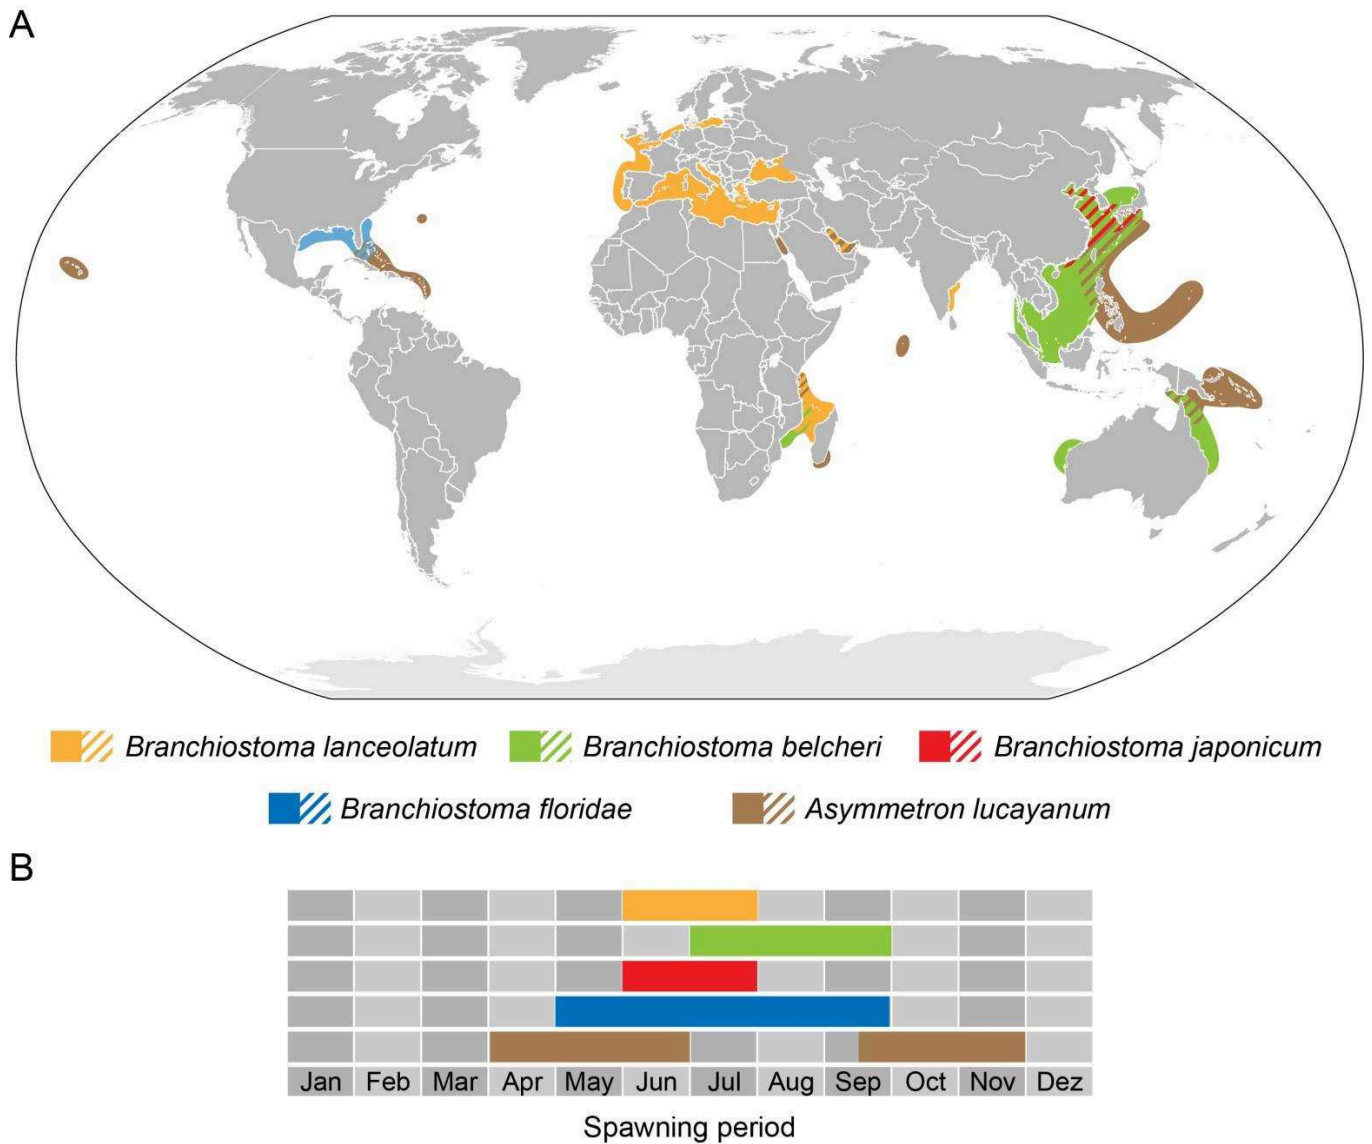 A
Branchiostoma lanceolatum Branchiostoma belcheri Branchiostoma japonicum
Branchiostoma floridae Asymmetron lucayanum
B
Jan Feb Mar Apr May Jun Jul Aug Sep Oct Nov Dez
Spawning period